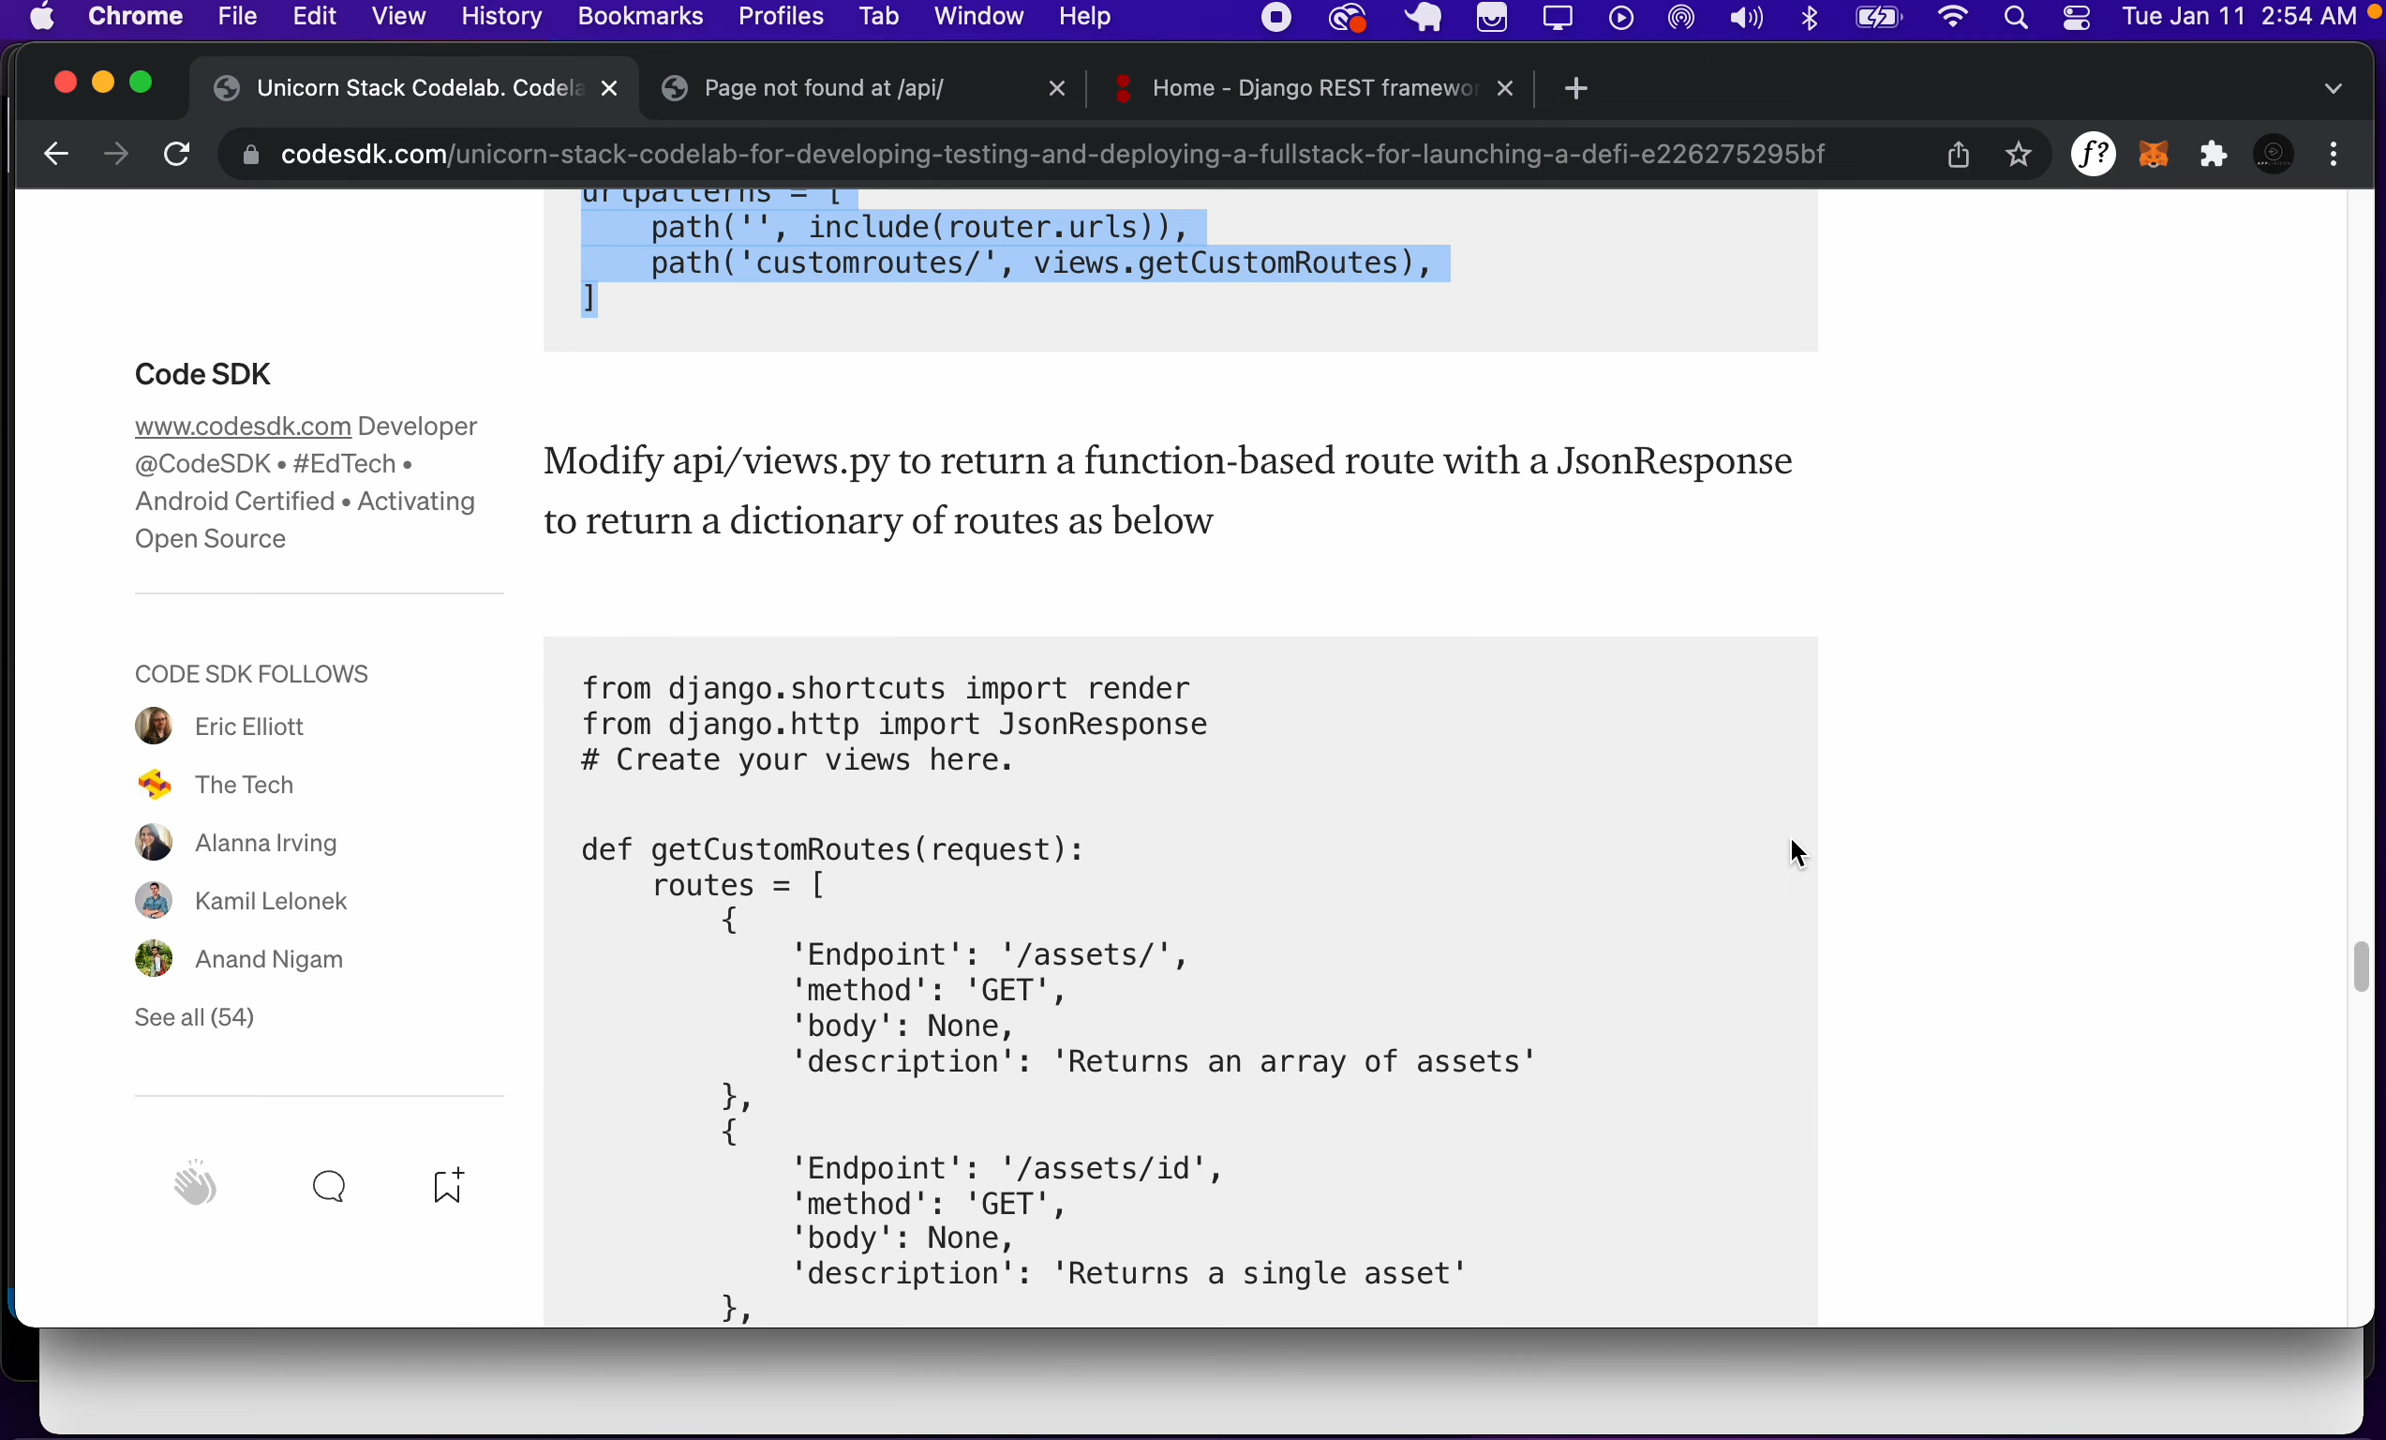 Chrome File Edit View History Bookmarks Profiles Tab Window Help Tue Jan 11 2:54 AM
Unicorn Stack Codelab. Codela Page not found at /api/ Home - Django REST framewor
codesdk.com/unicorn-stack-codelab-for-developing-testing-and-deploying-a-fullstack-for-launching-a-defi-e226275295bf f?
urlpatterns = [
path('', include(router.urls)),
path('customroutes/', views.getCustomRoutes),
]
Code SDK
www.codesdk.com Developer
@CodeSDK • #EdTech •
Android Certified • Activating
Open Source
CODE SDK FOLLOWS
Eric Elliott
The Tech
Alanna Irving
Kamil Lelonek
Anand Nigam
See all (54)
Modify api/views.py to return a function-based route with a JsonResponse
to return a dictionary of routes as below
from django.shortcuts import render
from django.http import JsonResponse
# Create your views here.
def getCustomRoutes(request):
routes = [
{
'Endpoint': '/assets/',
'method': 'GET',
'body': None,
'description': 'Returns an array of assets'
},
{
'Endpoint': '/assets/id',
'method': 'GET',
'body': None,
'description': 'Returns a single asset'
},